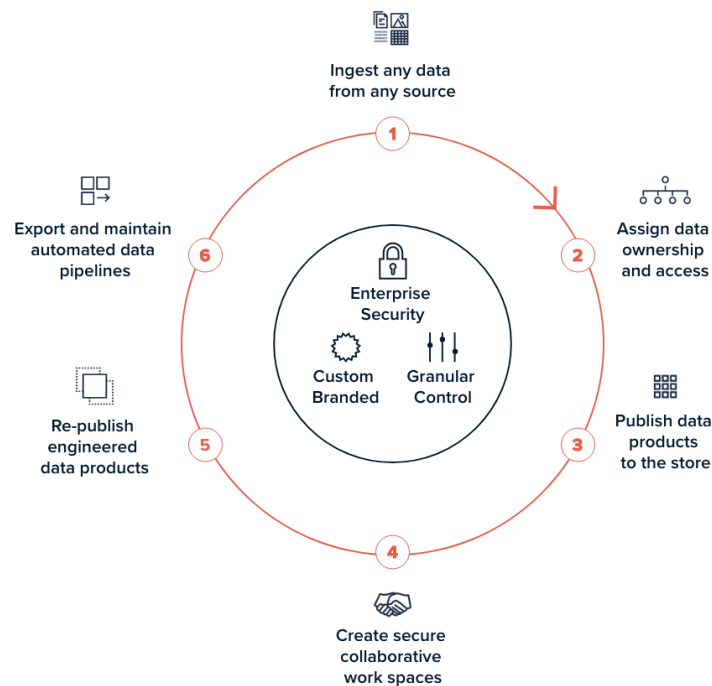 Ingest any data
from any source
1
Assign data
ownership
and access
2
Publish data
products
to the store
3
Create secure
collaborative
work spaces
4
Re-publish
engineered
data products
5
Export and maintain
automated data
pipelines
6
Enterprise
Security
Custom
Branded
Granular
Control